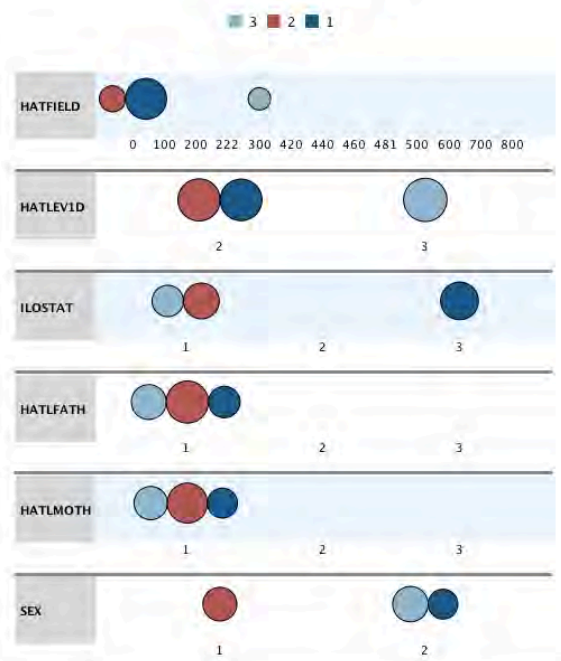 3 2 1
HATFIELD
0 100 200 222 300 420 440 460 481 500 600 700 800
HATLEV1D
2 3
ILOSTAT
1 2 3
HATLFATH
1 2 3
HATLMOTH
1 2 3
SEX
1 2